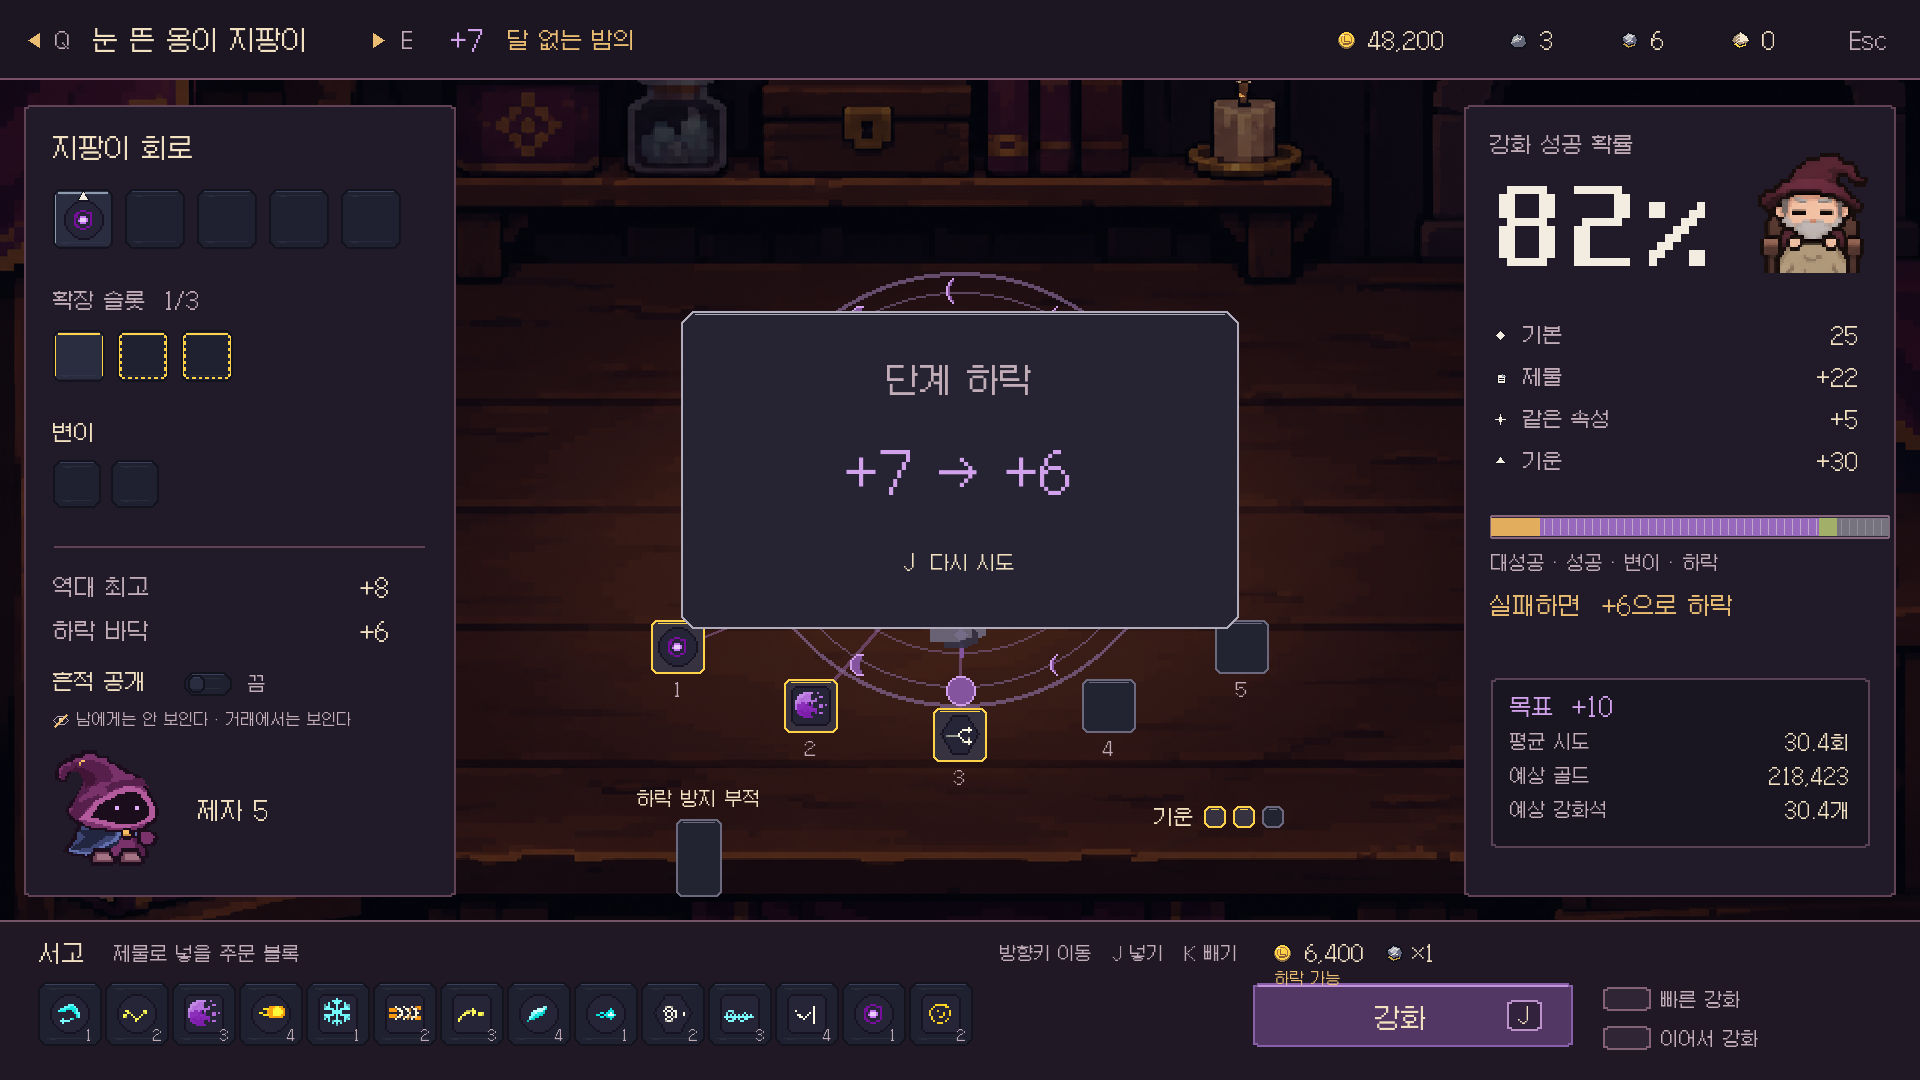 Q 눈 뜬 옹이 지팡이 E +7 달 없는 밤의 48,200 3 6 0 Esc
지팡이 회로
확장 슬롯 1/3
변이
역대 최고 +8
하락 바닥 +6
흔적 공개 끔
남에게는 안 보인다 · 거래에서는 보인다
제자 5
단계 하락
+7 → +6
J 다시 시도
1
2
3
4
5
하락 방지 부적
기운
강화 성공 확률
82%
기본 25
제물 +22
같은 속성 +5
기운 +30
대성공 · 성공 · 변이 · 하락
실패하면 +6으로 하락
목표 +10
평균 시도 30.4회
예상 골드 218,423
예상 강화석 30.4개
서고 제물로 넣을 주문 블록
방향키 이동 J 넣기 K 빼기
6,400 ×1
하락 가능
강화 J
빠른 강화
이어서 강화
1 2 3 4 1 2 3 4 1 2 3 4 1 2